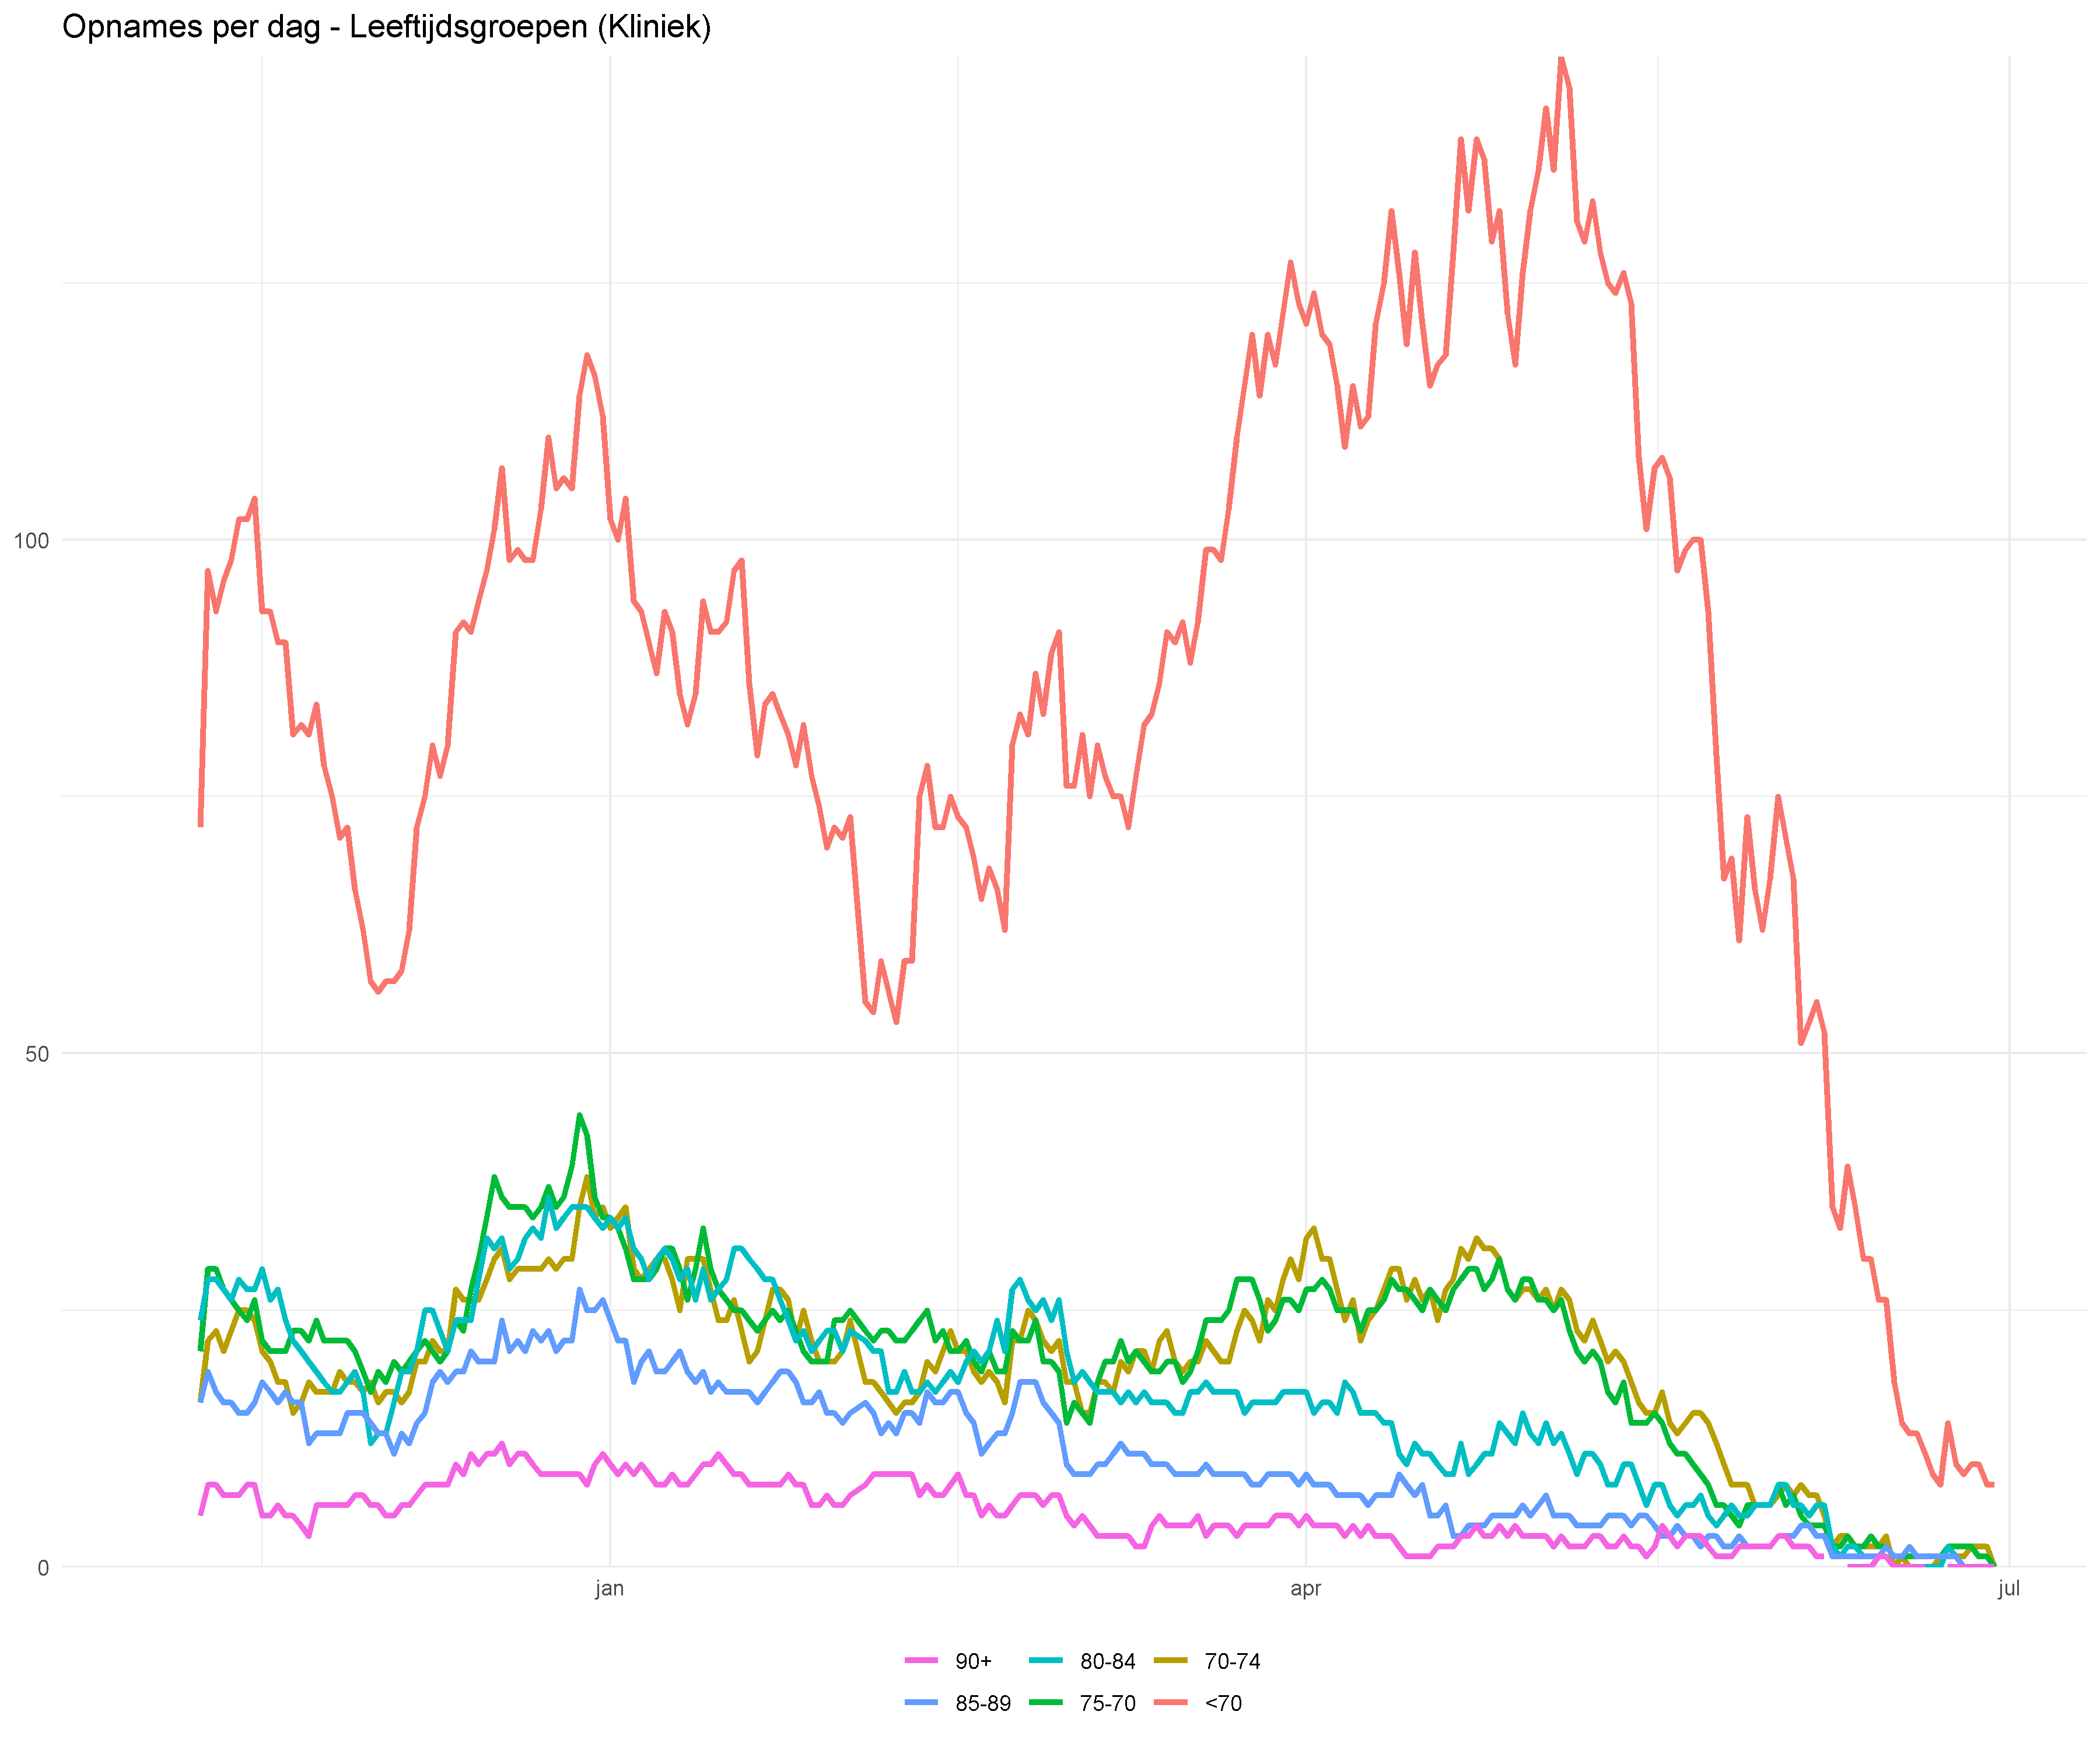 Opnames per dag - Leeftijdsgroepen (Kliniek)
100
50
0
jan
apr
jul
90+ 80-84 70-74
85-89 75-70 <70